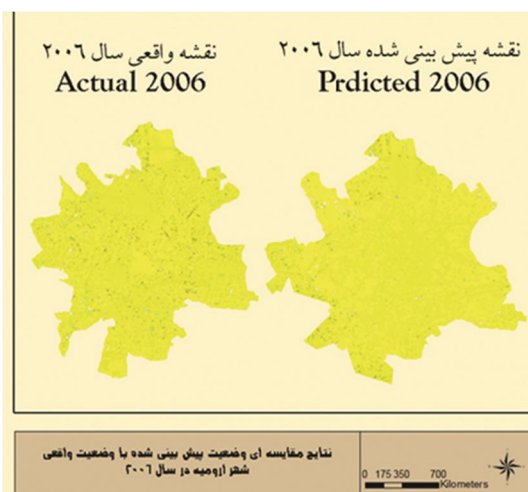 نقشه واقعی سال ۲۰۰۶
Actual 2006
نقشه پیش بینی شده سال ۲۰۰۶
Prdicted 2006
نتایج مقایسه ای وضعیت پیش بینی شده با وضعیت واقعی
شهر ارومیه در سال ۲۰۰۶
0 175 350 700
Kilometers